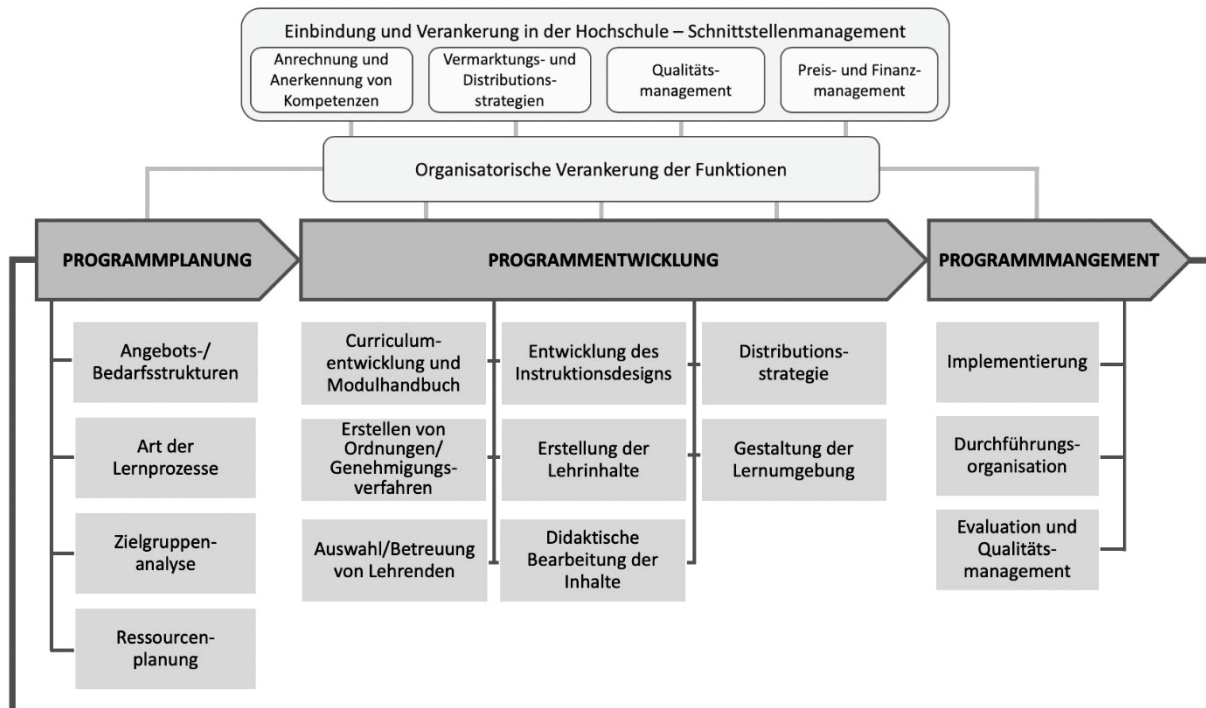 Einbindung und Verankerung in der Hochschule – Schnittstellenmanagement
Anrechnung und
Anerkennung von
Kompetenzen
Vermarktungs- und
Distributions-
strategien
Qualitäts-
management
Preis- und Finanz-
management
Organisatorische Verankerung der Funktionen
PROGRAMMPLANUNG
PROGRAMMENTWICKLUNG
PROGRAMMMANGEMENT
Angebots-/
Bedarfsstrukturen
Art der
Lernprozesse
Zielgruppen-
analyse
Ressourcen-
planung
Curriculum-
entwicklung und
Modulhandbuch
Erstellen von
Ordnungen/
Genehmigungs-
verfahren
Auswahl/Betreuung
von Lehrenden
Entwicklung des
Instruktionsdesigns
Erstellung der
Lehrinhalte
Didaktische
Bearbeitung der
Inhalte
Distributions-
strategie
Gestaltung der
Lernumgebung
Implementierung
Durchführungs-
organisation
Evaluation und
Qualitäts-
management